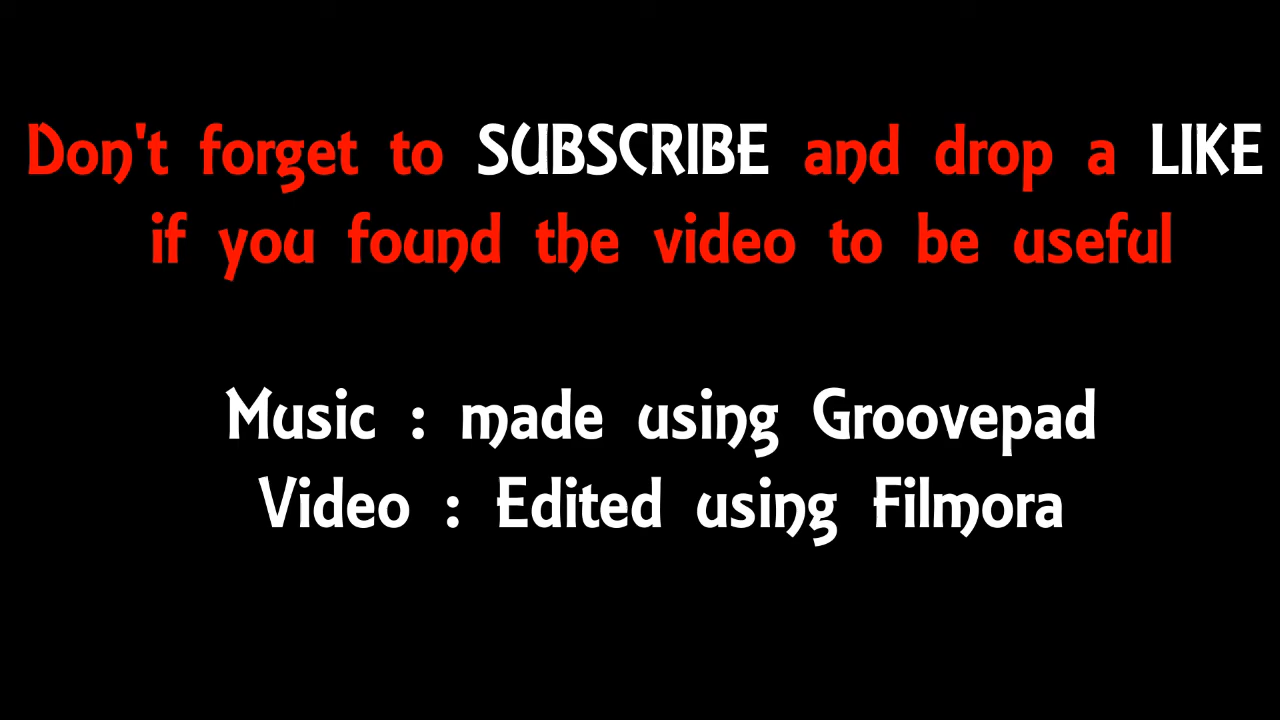 Don't forget to SUBSCRIBE and drop a LIKE
if you found the video to be useful
Music : made using Groovepad
Video : Edited using Filmora